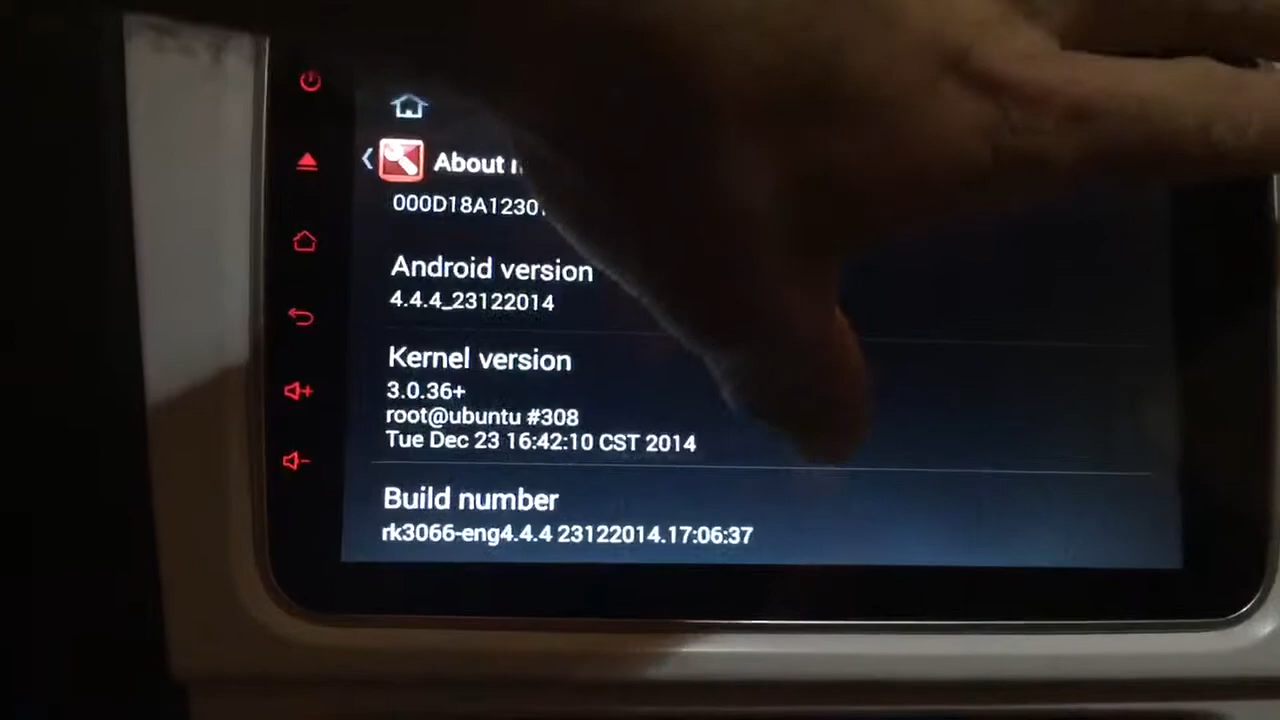 About
000D18A1230
Android version
4.4.4_23122014
Kernel version
3.0.36+
root@ubuntu #308
Tue Dec 23 16:42:10 CST 2014
Build number
rk3066-eng4.4.4 23122014.17:06:37